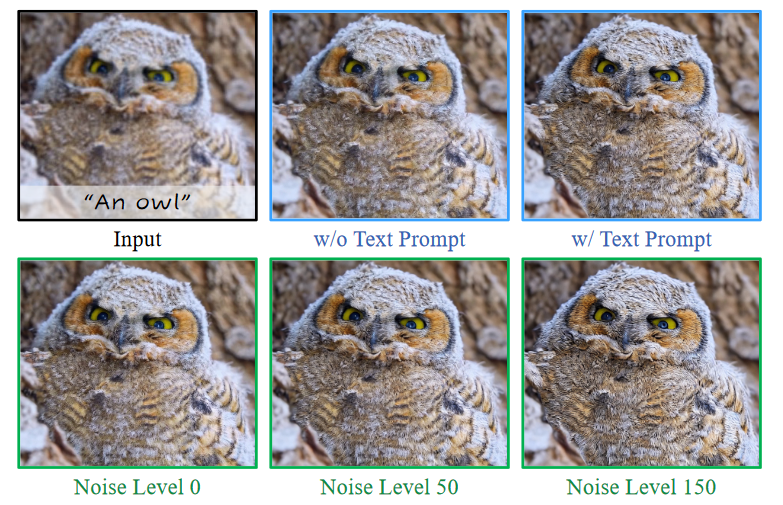 “An owl”
Input
w/o Text Prompt
w/ Text Prompt
Noise Level 0
Noise Level 50
Noise Level 150